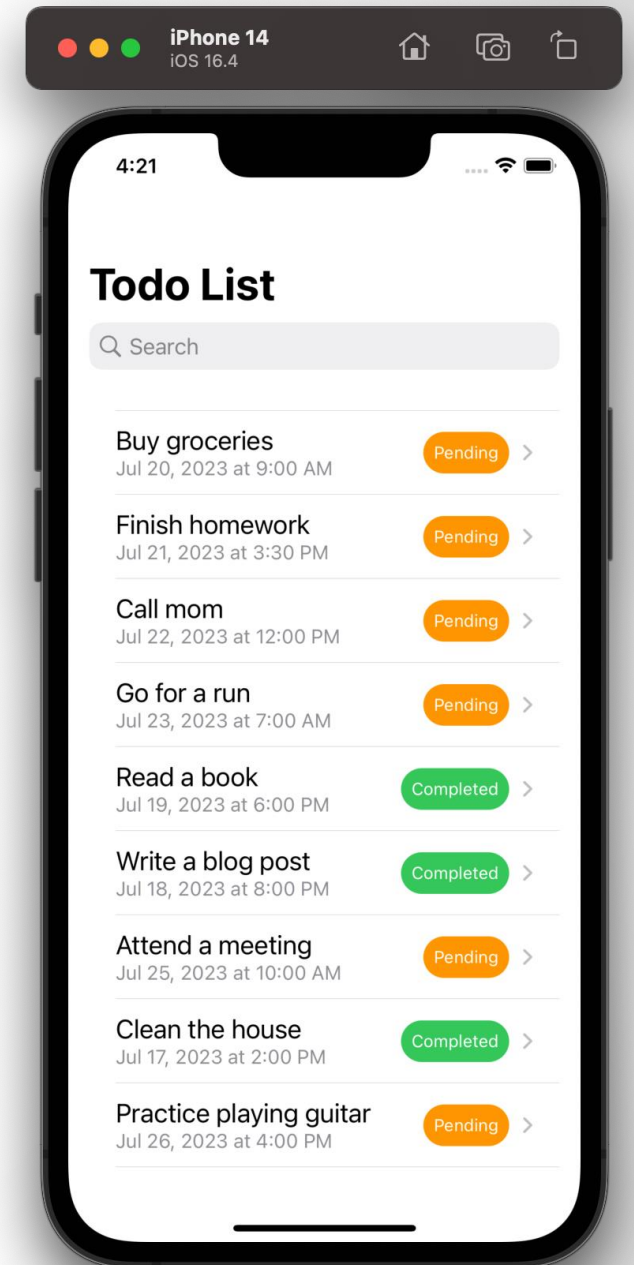 iPhone 14
iOS 16.4
4:21
Todo List
Search
Buy groceries
Jul 20, 2023 at 9:00 AM
Pending
Finish homework
Jul 21, 2023 at 3:30 PM
Pending
Call mom
Jul 22, 2023 at 12:00 PM
Pending
Go for a run
Jul 23, 2023 at 7:00 AM
Pending
Read a book
Jul 19, 2023 at 6:00 PM
Completed
Write a blog post
Jul 18, 2023 at 8:00 PM
Completed
Attend a meeting
Jul 25, 2023 at 10:00 AM
Pending
Clean the house
Jul 17, 2023 at 2:00 PM
Completed
Practice playing guitar
Jul 26, 2023 at 4:00 PM
Pending